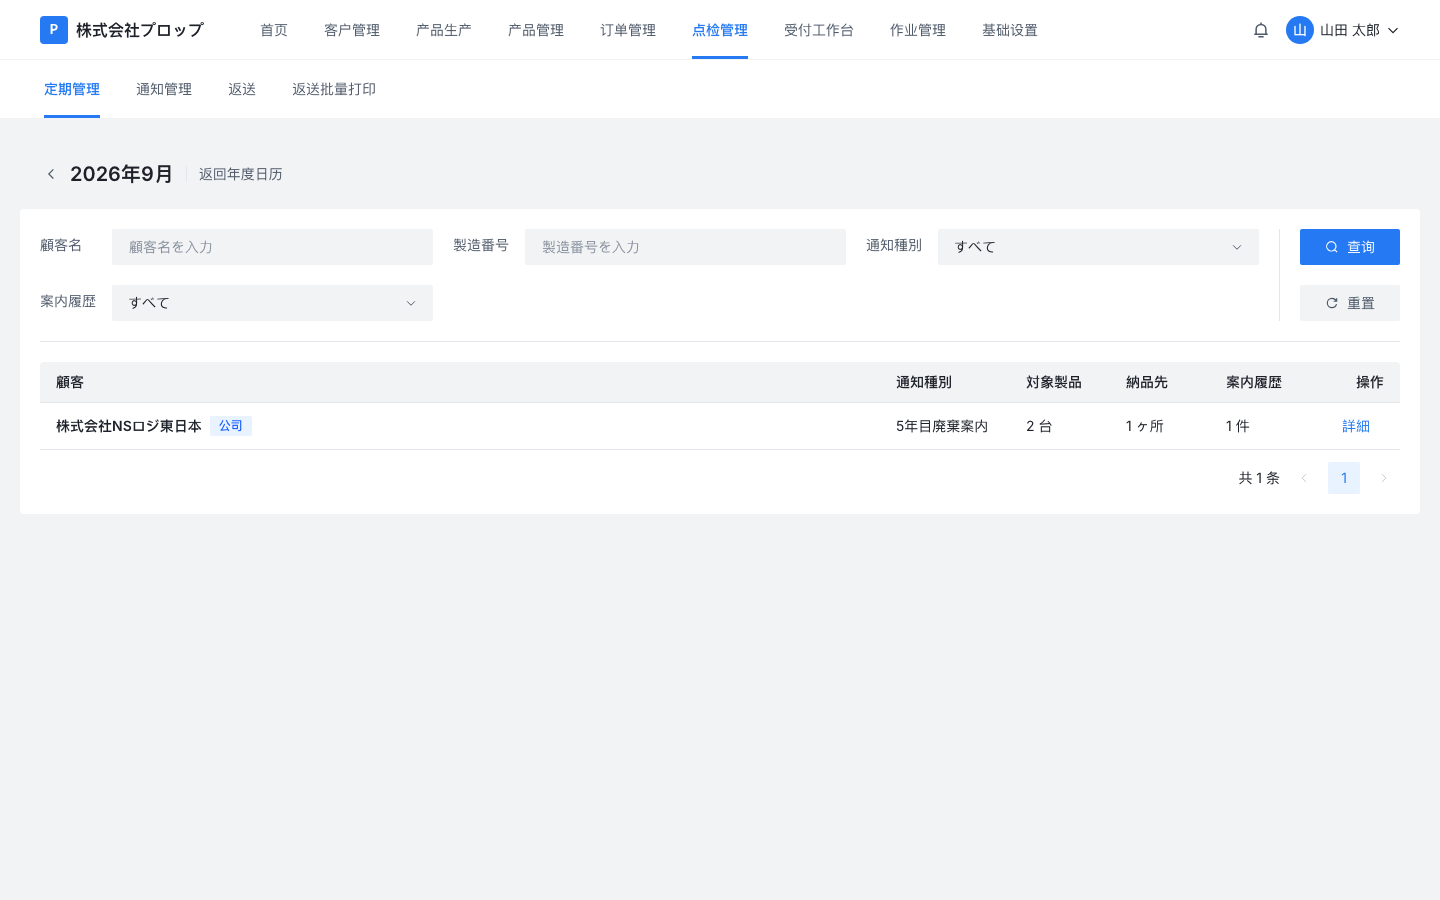 P 株式会社プロップ 首页 客户管理 产品生产 产品管理 订单管理 点检管理 受付工作台 作业管理 基础设置 山 山田 太郎
定期管理 通知管理 返送 返送批量打印
2026年9月 返回年度日历
顧客名 顧客名を入力 製造番号 製造番号を入力 通知種別 すべて 查询
案内履歴 すべて 重置
顧客 通知種別 対象製品 納品先 案内履歴 操作
株式会社NSロジ東日本 公司 5年目廃棄案内 2 台 1 ヶ所 1 件 詳細
共 1 条 1